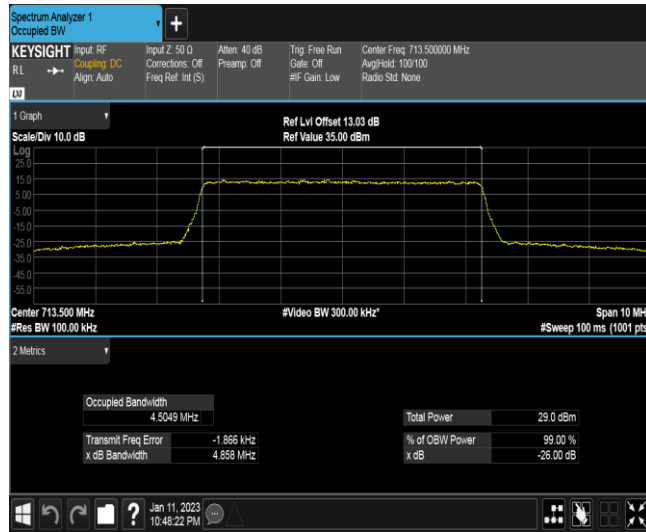 Spectrum Analyzer 1
Occupied BW
KEYSIGHT
RL
LXI
Input: RF
Coupling: DC
Align: Auto
Input Z: 50 Ω
Corrections: Off
Freq Ref: Int (S)
Atten: 40 dB
Preamp: Off
Trig: Free Run
Gate: Off
#IF Gain: Low
Center Freq: 713.500000 MHz
Avg|Hold: 100/100
Radio Std: None
1 Graph
Scale/Div 10.0 dB
Ref Lvl Offset 13.03 dB
Ref Value 35.00 dBm
Log
25.0
15.0
5.00
-5.00
-15.0
-25.0
-35.0
-45.0
-55.0
Center 713.500 MHz
#Res BW 100.00 kHz
#Video BW 300.00 kHz*
Span 10 MH
#Sweep 100 ms (1001 pts
2 Metrics
Occupied Bandwidth
4.5049 MHz
Transmit Freq Error -1.866 kHz
x dB Bandwidth 4.858 MHz
Total Power 29.0 dBm
% of OBW Power 99.00 %
x dB -26.00 dB
?
Jan 11, 2023
10:48:22 PM